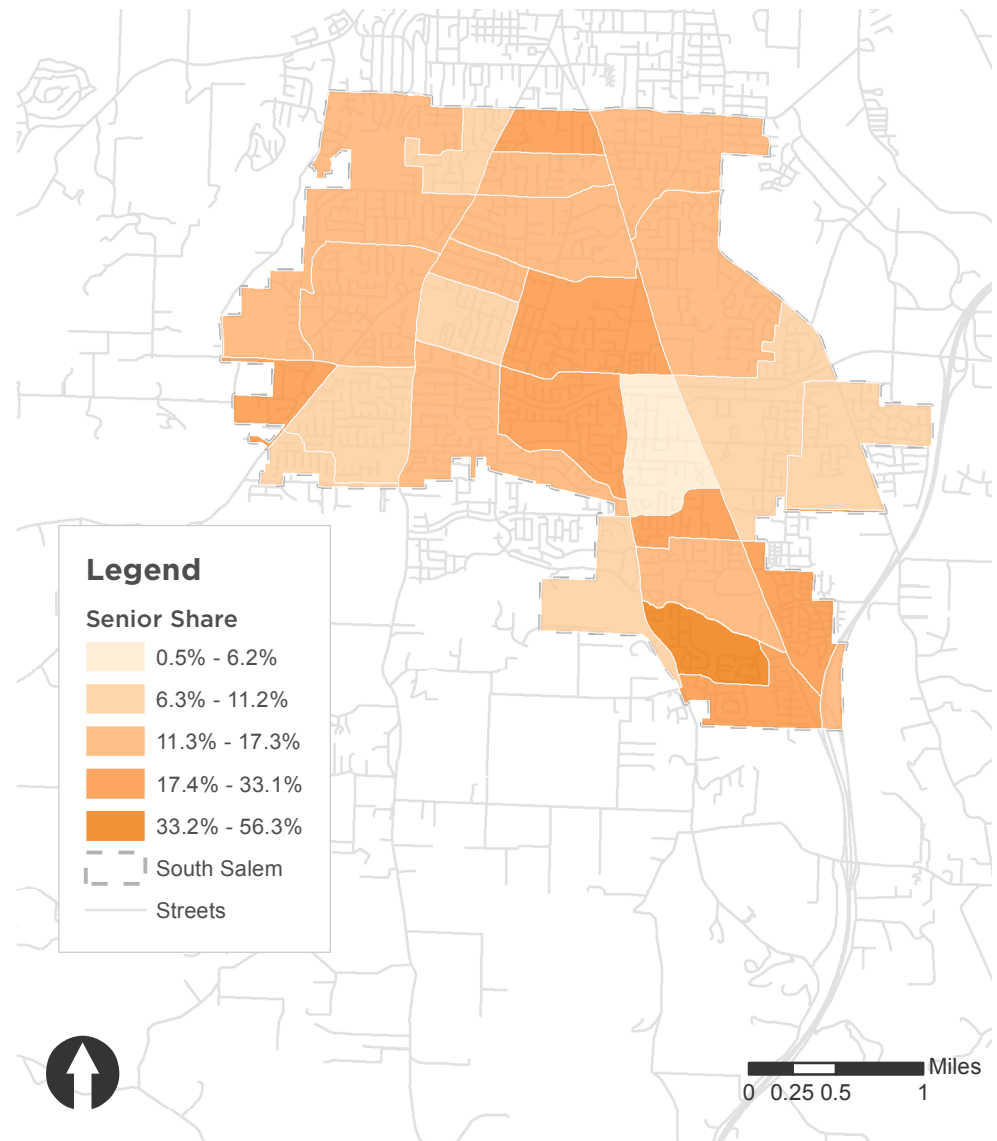 Legend
Senior Share
0.5% - 6.2%
6.3% - 11.2%
11.3% - 17.3%
17.4% - 33.1%
33.2% - 56.3%
South Salem
Streets
Miles
0 0.25 0.5 1